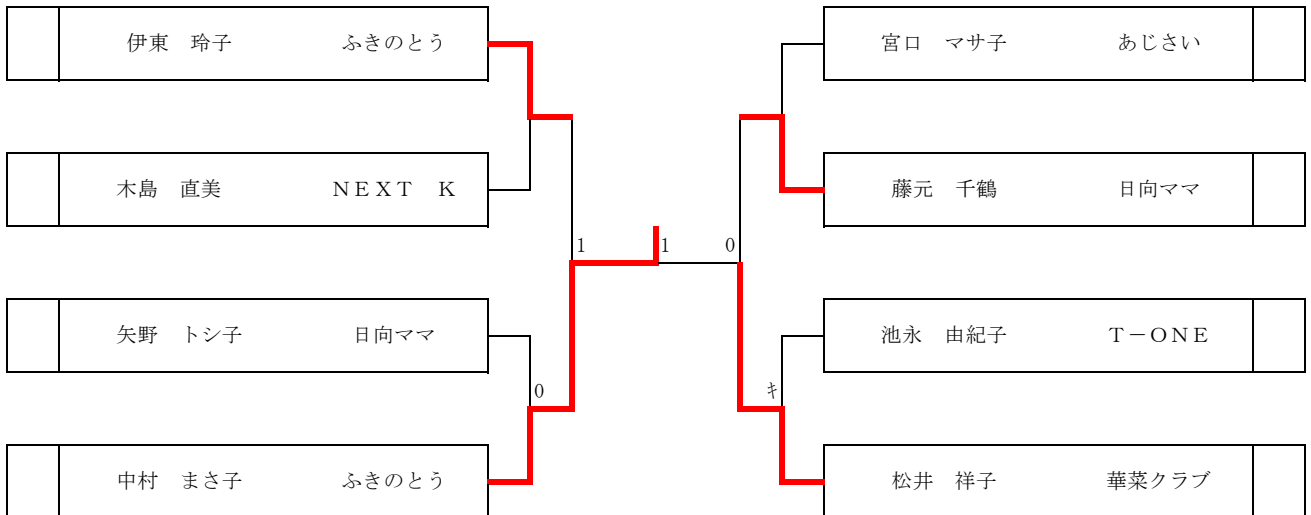 伊東　玲子　ふきのとう
宮口　マサ子　あじさい
木島　直美　ＮＥＸＴ　Ｋ
藤元　千鶴　日向ママ
1 1 0
矢野　トシ子　日向ママ
池永　由紀子　Ｔ－ＯＮＥ
0 ｷ
中村　まさ子　ふきのとう
松井　祥子　華菜クラブ